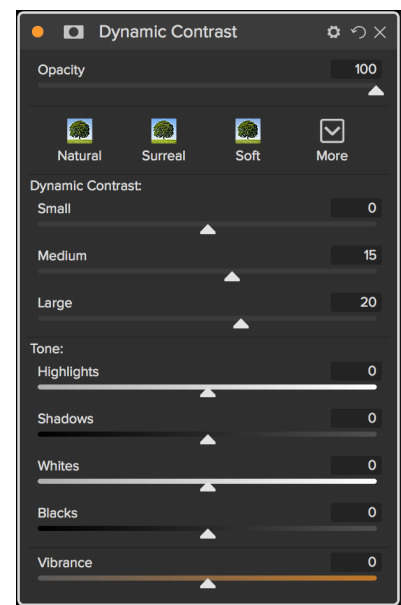 Dynamic Contrast
Opacity 100
Natural Surreal Soft More
Dynamic Contrast:
Small 0
Medium 15
Large 20
Tone:
Highlights 0
Shadows 0
Whites 0
Blacks 0
Vibrance 0